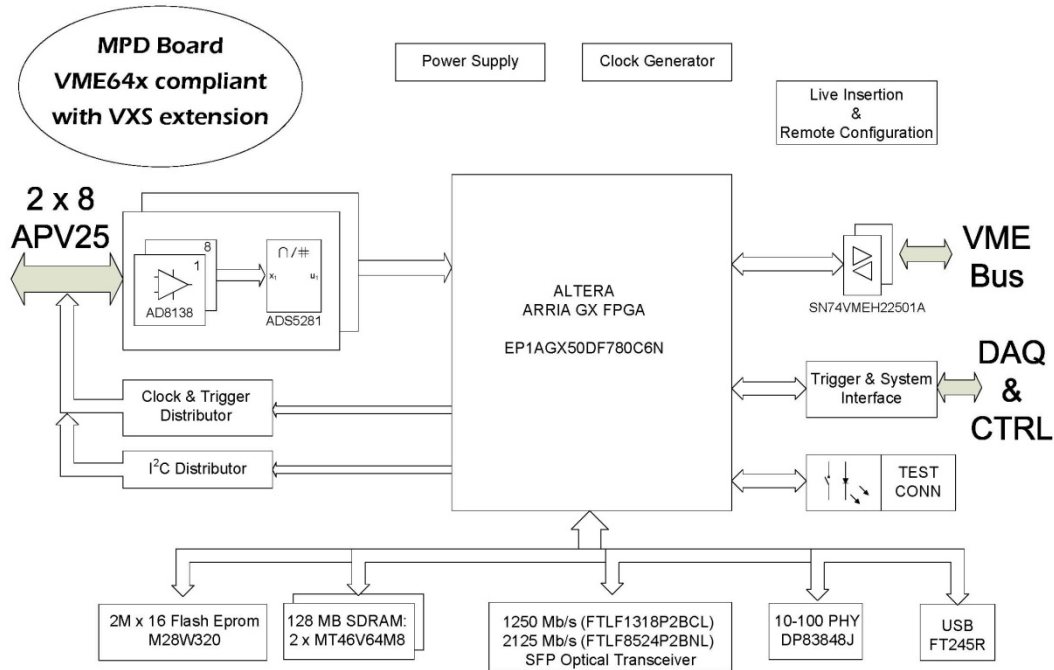 MPD Board
VME64x compliant
with VXS extension
Power Supply
Clock Generator
Live Insertion
&
Remote Configuration
2 x 8
APV25
8
1
AD8138
∩/#
x₁
u₁
ADS5281
ALTERA
ARRIA GX FPGA
EP1AGX50DF780C6N
SN74VMEH22501A
VME
Bus
Clock & Trigger
Distributor
I²C Distributor
Trigger & System
Interface
DAQ
&
CTRL
TEST
CONN
2M x 16 Flash Eprom
M28W320
128 MB SDRAM:
2 x MT46V64M8
1250 Mb/s (FTLF1318P2BCL)
2125 Mb/s (FTLF8524P2BNL)
SFP Optical Transceiver
10-100 PHY
DP83848J
USB
FT245R